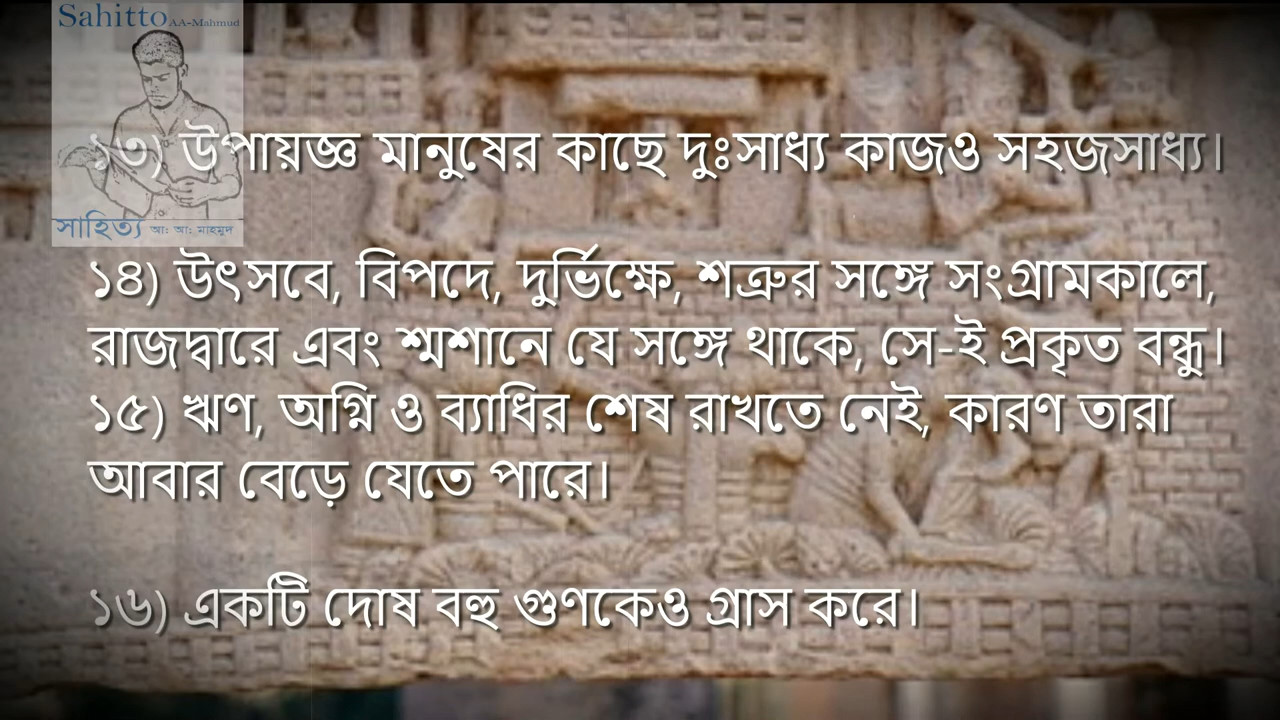 Sahitto AA-Mahmud
১৩) উপায়জ্ঞ মানুষের কাছে দুঃসাধ্য কাজও সহজসাধ্য।
সাহিত্য আ: আ: মাহমুদ
১৪) উৎসবে, বিপদে, দুর্ভিক্ষে, শত্রুর সঙ্গে সংগ্রামকালে,
রাজদ্বারে এবং শ্মশানে যে সঙ্গে থাকে, সে-ই প্রকৃত বন্ধু।
১৫) ঋণ, অগ্নি ও ব্যাধির শেষ রাখতে নেই, কারণ তারা
আবার বেড়ে যেতে পারে।
১৬) একটি দোষ বহু গুণকেও গ্রাস করে।